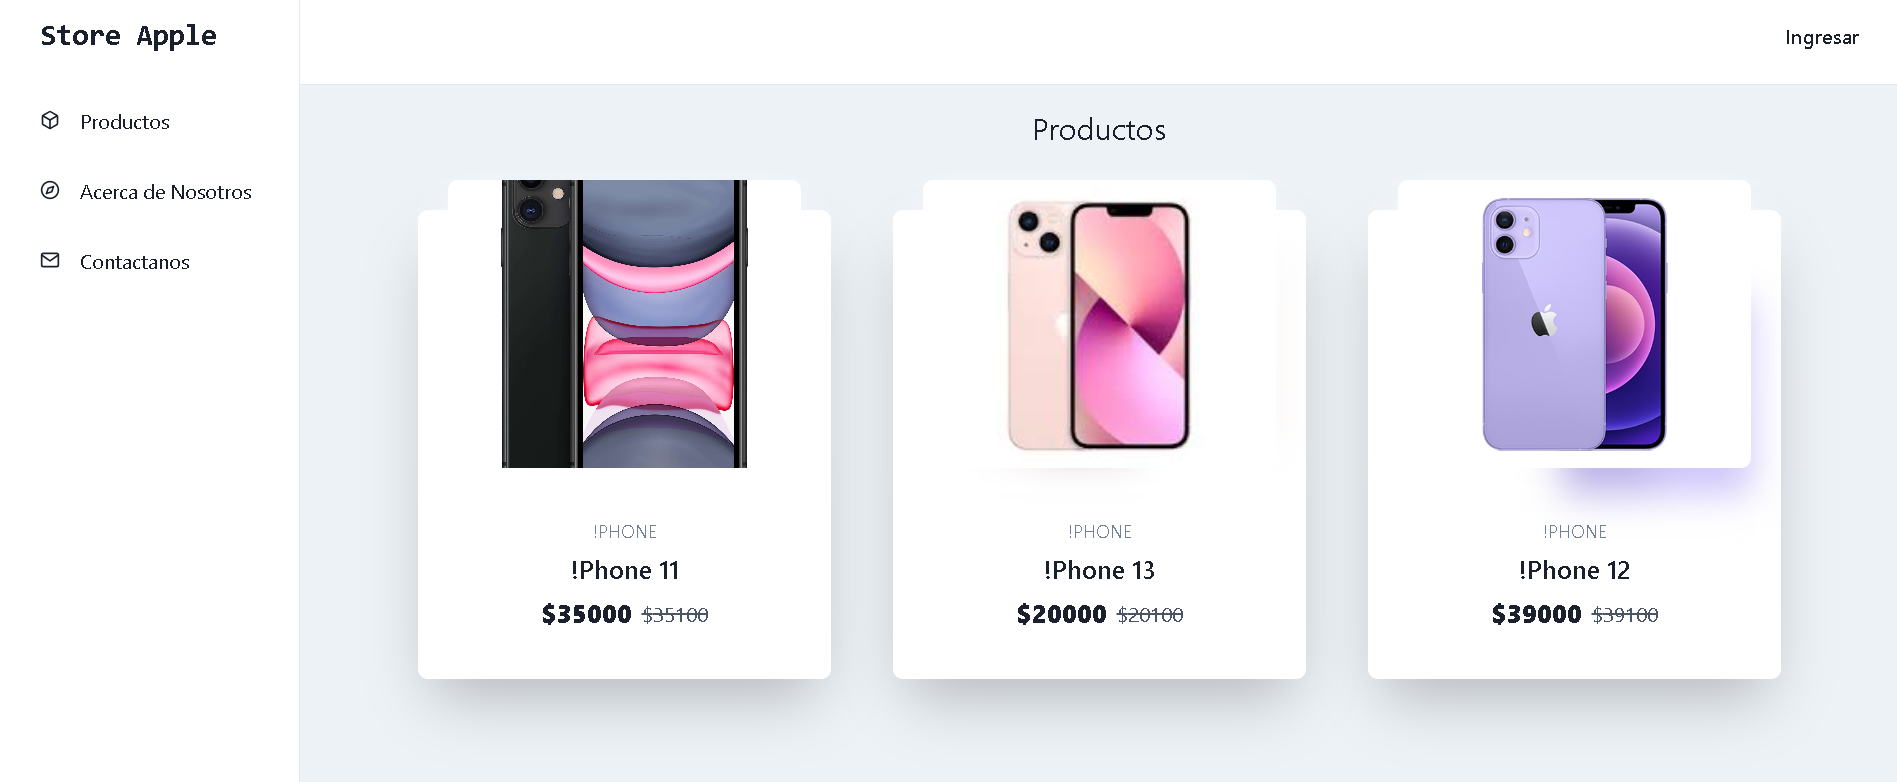 Store Apple
Ingresar
Productos
Acerca de Nosotros
Contactanos
Productos
!PHONE
!Phone 11
$35000 $35100
!PHONE
!Phone 13
$20000 $20100
!PHONE
!Phone 12
$39000 $39100